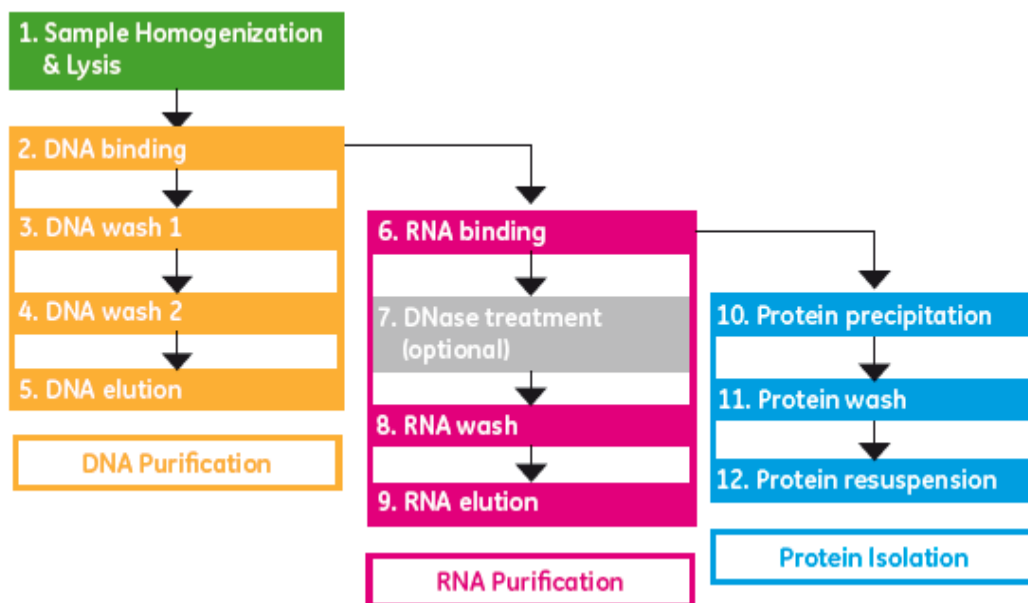 1. Sample Homogenization
& Lysis
2. DNA binding
3. DNA wash 1
4. DNA wash 2
5. DNA elution
DNA Purification
6. RNA binding
7. DNase treatment
(optional)
8. RNA wash
9. RNA elution
RNA Purification
10. Protein precipitation
11. Protein wash
12. Protein resuspension
Protein Isolation